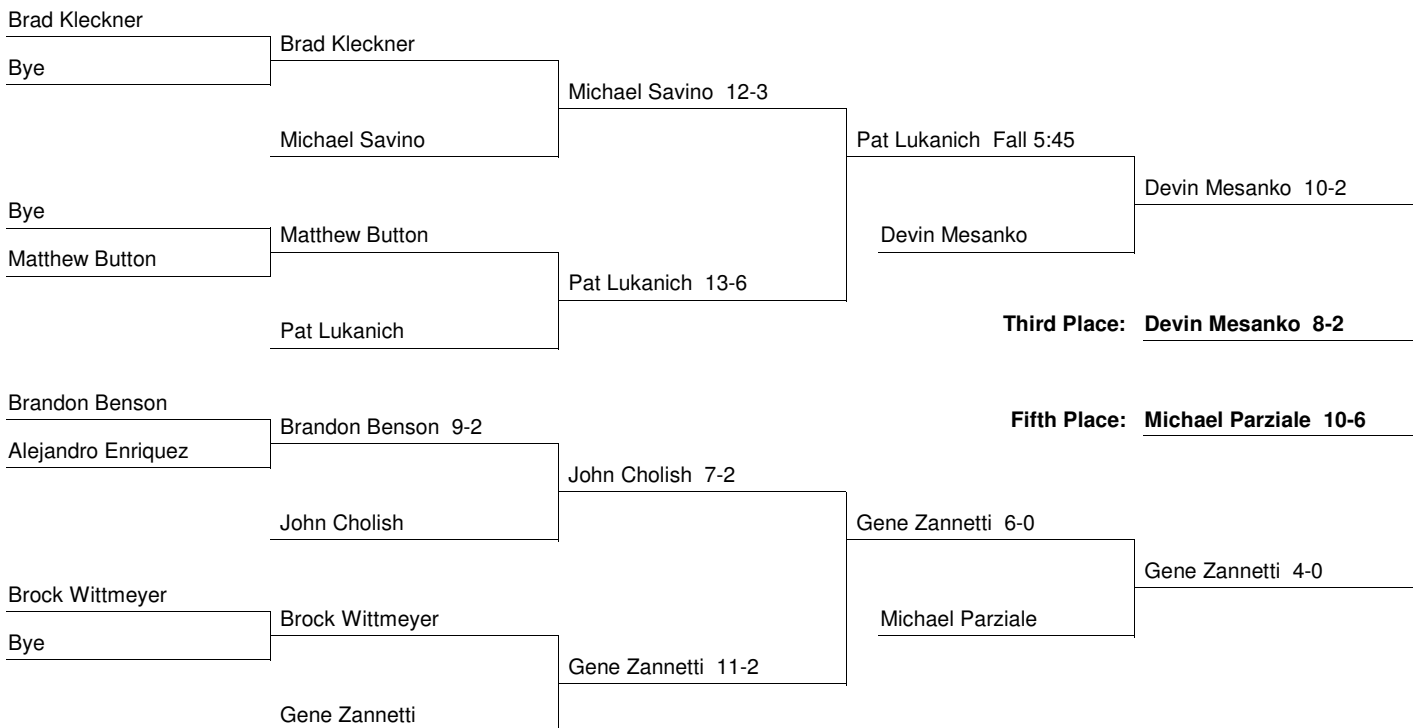 Brad Kleckner
Brad Kleckner
Bye
Michael Savino 12-3
Michael Savino
Pat Lukanich Fall 5:45
Devin Mesanko 10-2
Bye
Matthew Button
Devin Mesanko
Matthew Button
Pat Lukanich 13-6
Pat Lukanich
Third Place: Devin Mesanko 8-2
Brandon Benson
Brandon Benson 9-2
Fifth Place: Michael Parziale 10-6
Alejandro Enriquez
John Cholish 7-2
John Cholish
Gene Zannetti 6-0
Gene Zannetti 4-0
Brock Wittmeyer
Brock Wittmeyer
Michael Parziale
Bye
Gene Zannetti 11-2
Gene Zannetti